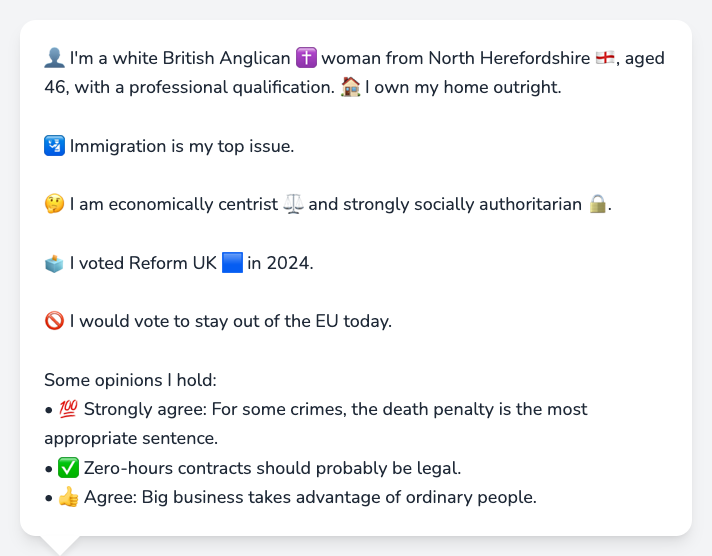 👤 I'm a white British Anglican ✝️ woman from North Herefordshire 🏴󠁧󠁢󠁥󠁮󠁧󠁿, aged
46, with a professional qualification. 🏠 I own my home outright.
🛂 Immigration is my top issue.
🤔 I am economically centrist ⚖️ and strongly socially authoritarian 🔒.
🗳️ I voted Reform UK 🟦 in 2024.
🚫 I would vote to stay out of the EU today.
Some opinions I hold:
• 💯 Strongly agree: For some crimes, the death penalty is the most
appropriate sentence.
• ✅ Zero-hours contracts should probably be legal.
• 👍 Agree: Big business takes advantage of ordinary people.